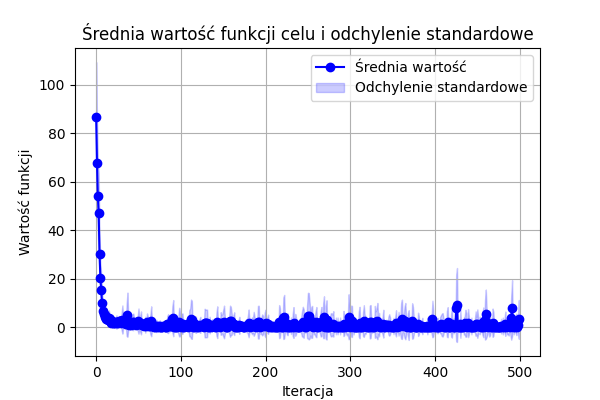 Średnia wartość funkcji celu i odchylenie standardowe
Średnia wartość
Odchylenie standardowe
Wartość funkcji
100
80
60
40
20
0
0 100 200 300 400 500
Iteracja